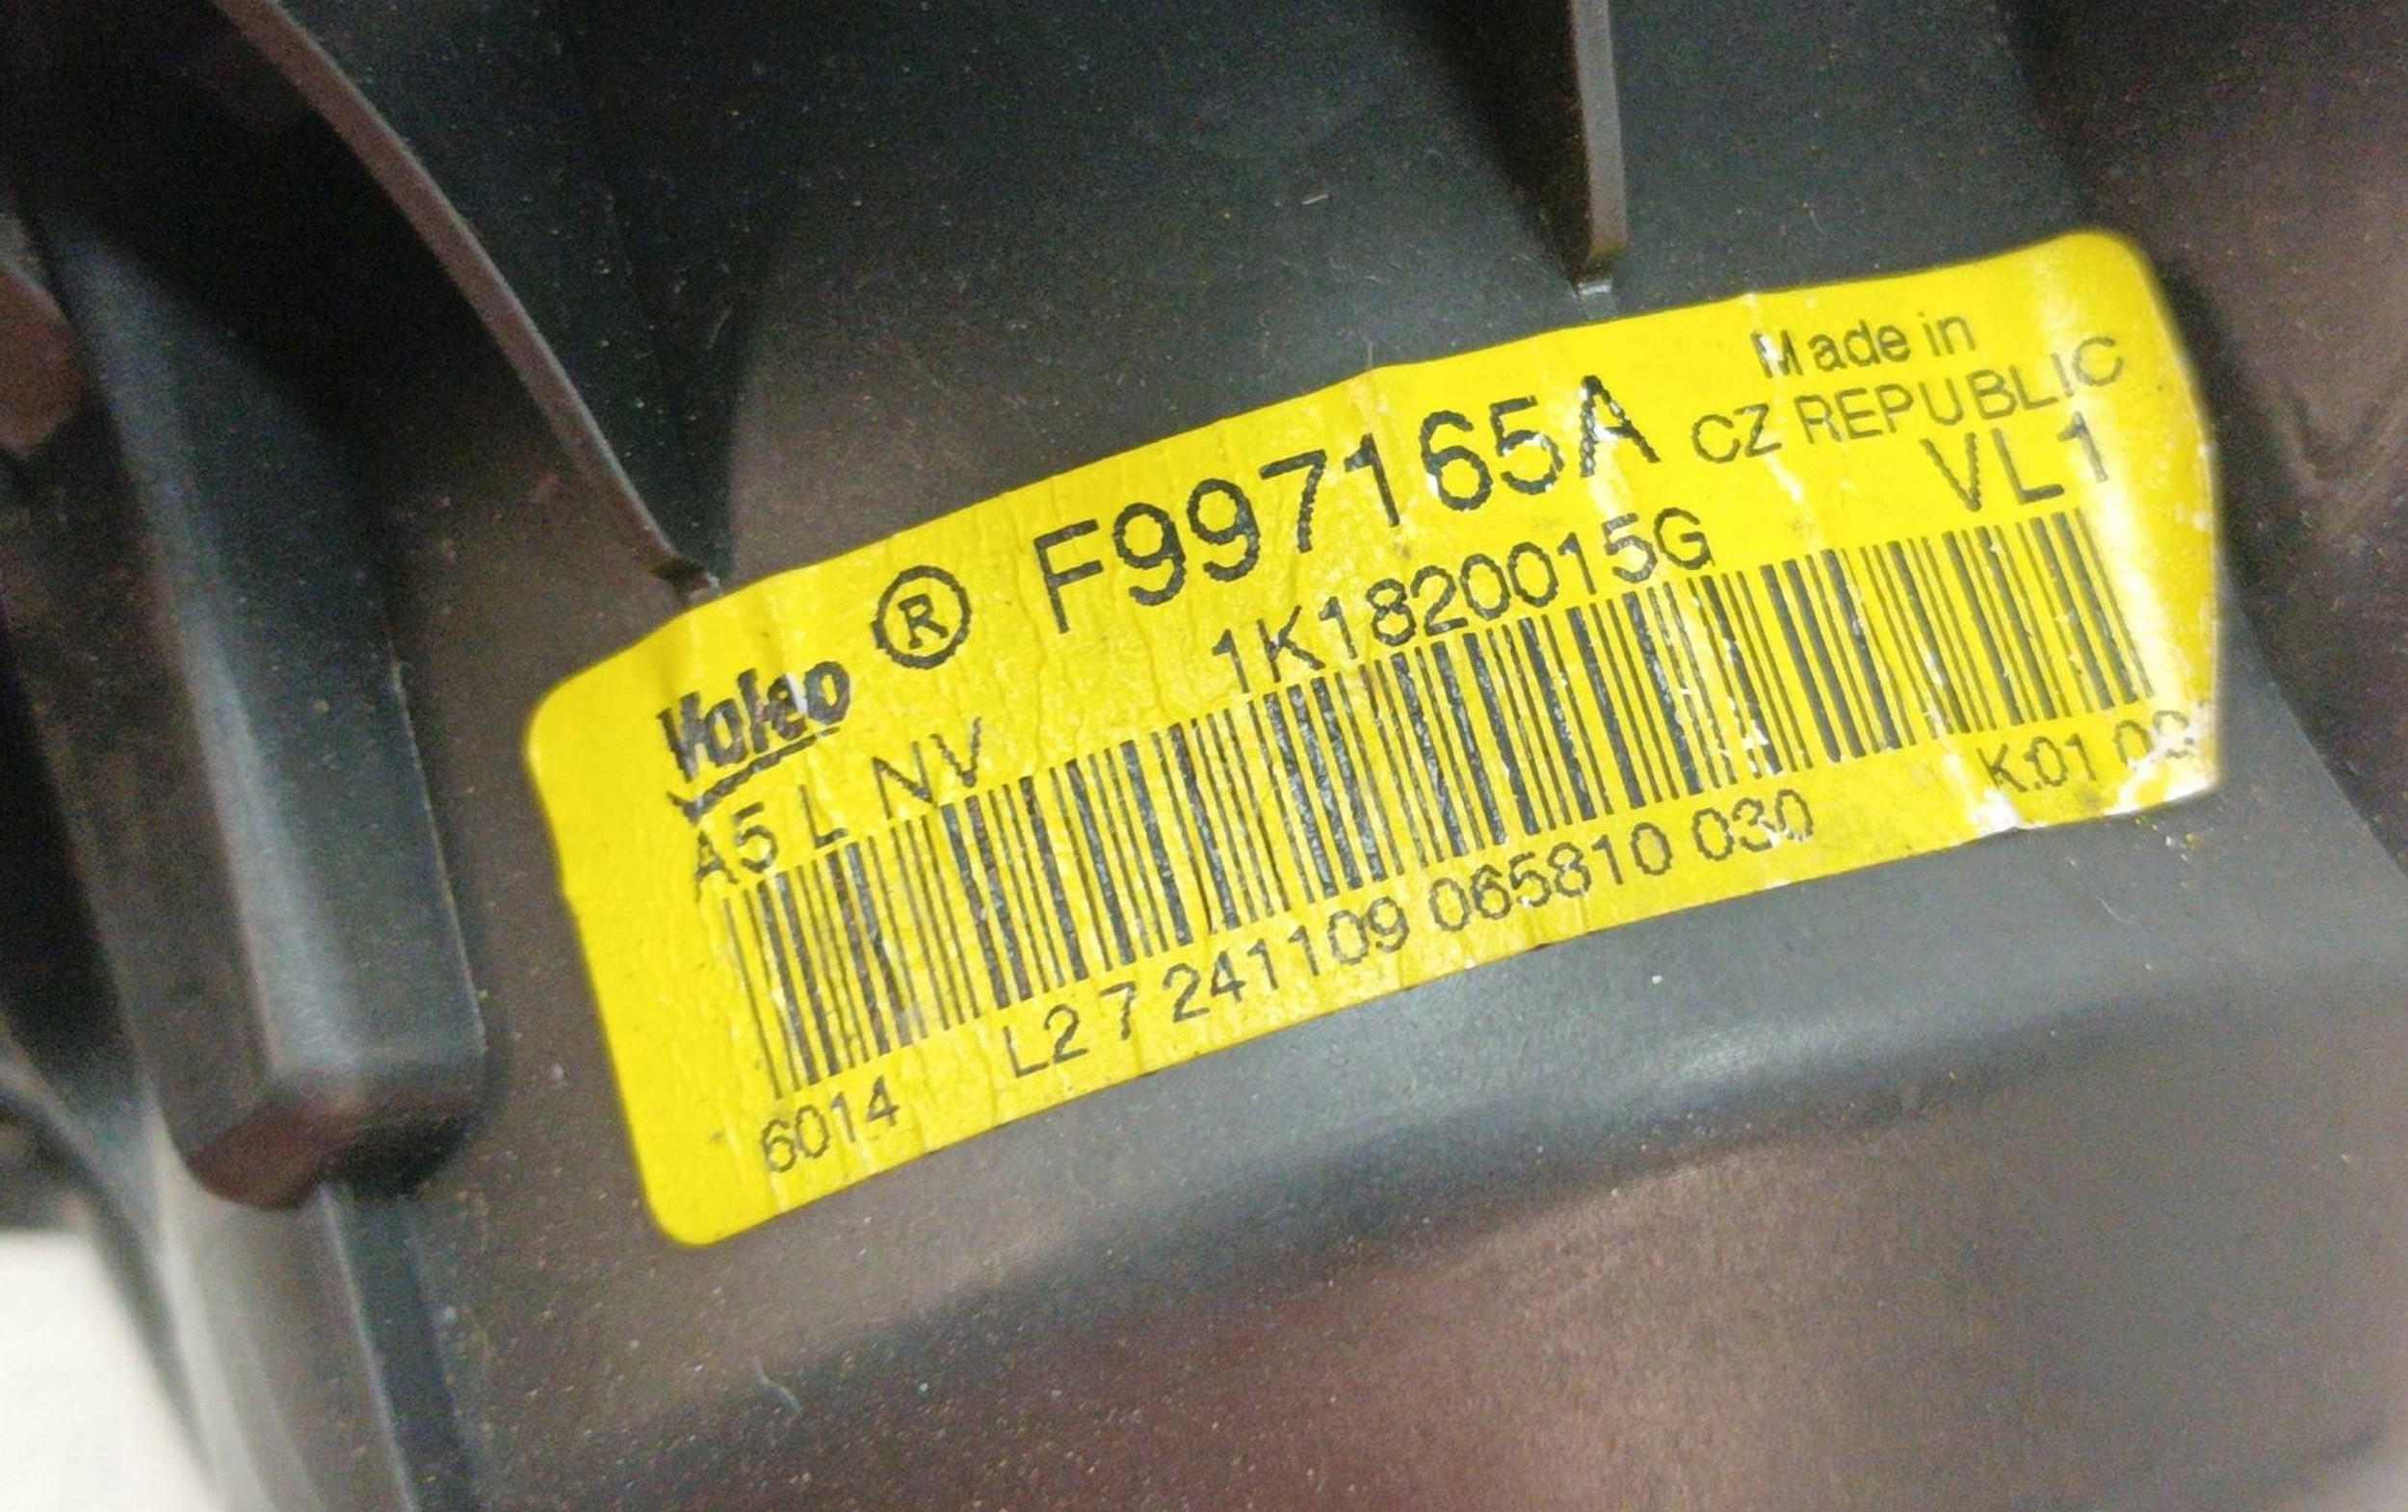 Valeo ® F997165A Made in
CZ REPUBLIC
A5 L NV 1K1820015G VL1
6014 L2 7 241109 065810 030 K.01